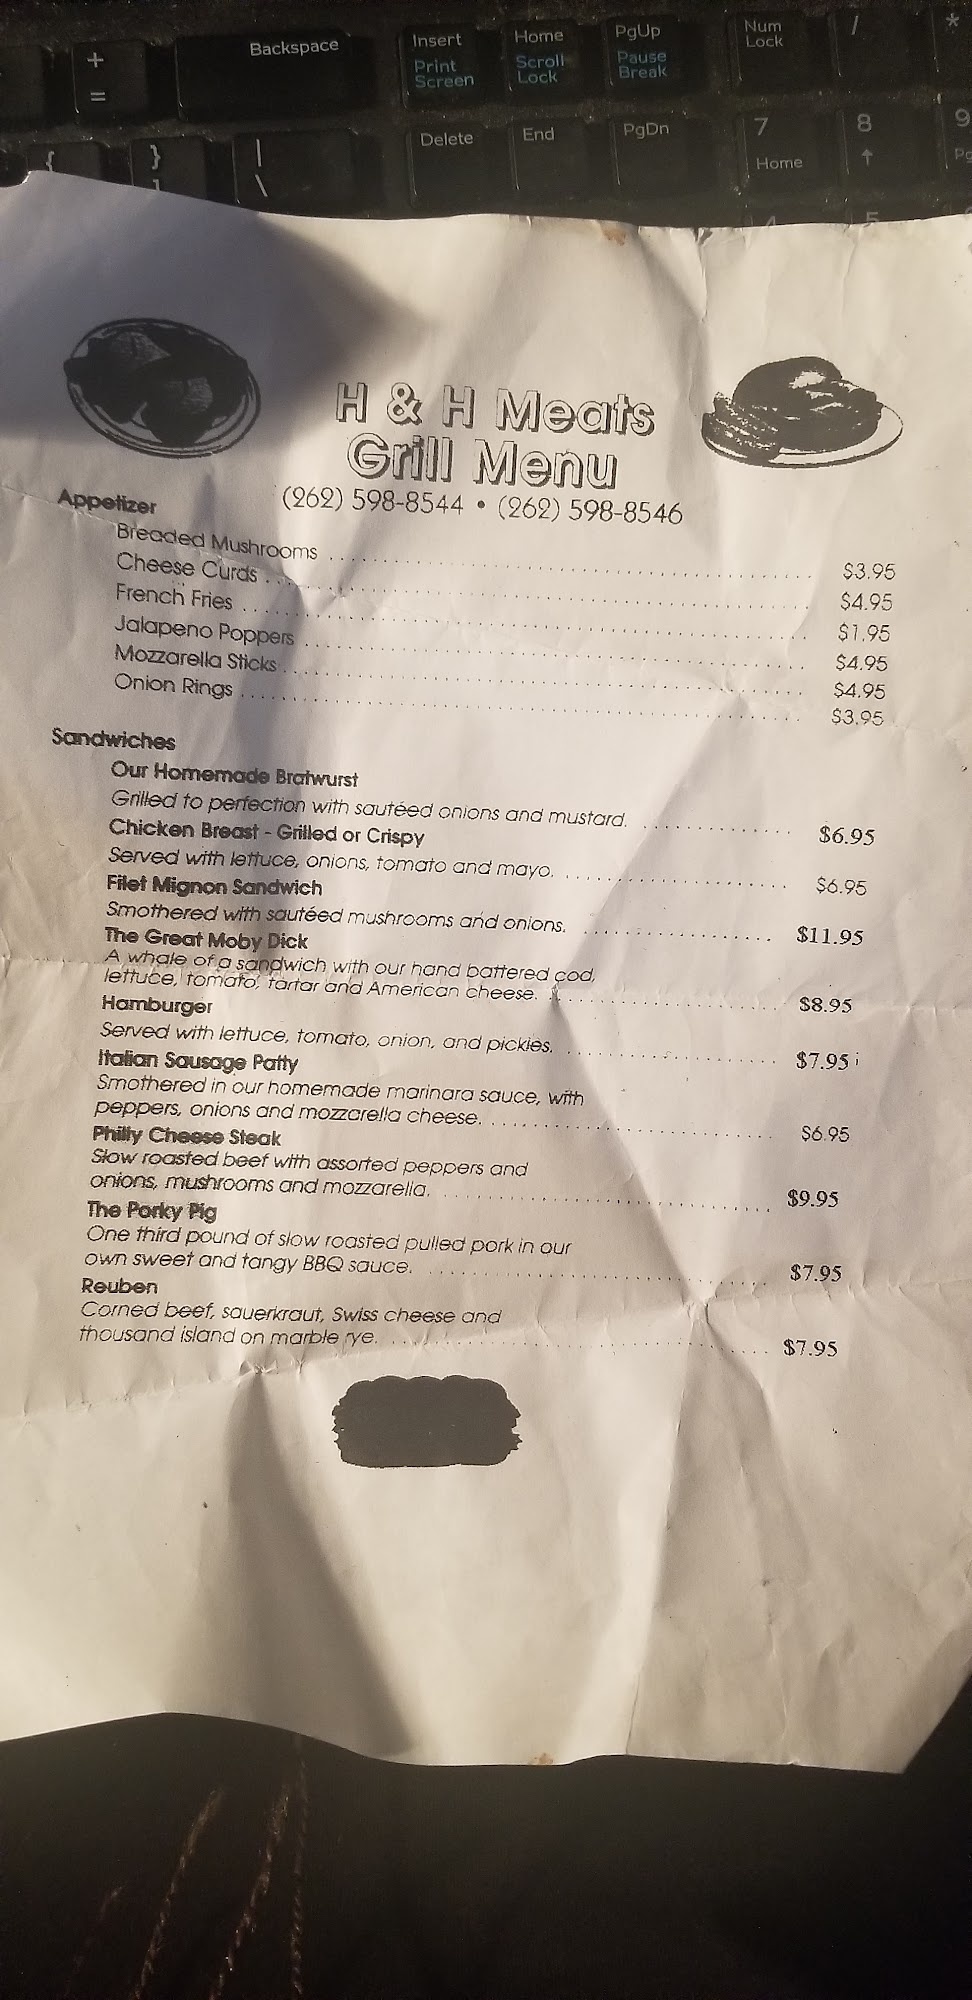 +
=
Backspace
Insert
Print
Screen
Home
Scroll
Lock
PgUp
Pause
Break
Num
Lock
/
*
{
}
|
\
Delete
End
PgDn
7
Home
8
↑
9
4
5
H & H Meats
Grill Menu
(262) 598-8544 • (262) 598-8546
Appetizer
Breaded Mushrooms $3.95
Cheese Curds $4.95
French Fries $1.95
Jalapeno Poppers $4.95
Mozzarella Sticks $4.95
Onion Rings $3.95
Sandwiches
Our Homemade Bratwurst
Grilled to perfection with sautéed onions and mustard. $6.95
Chicken Breast - Grilled or Crispy
Served with lettuce, onions, tomato and mayo. $6.95
Filet Mignon Sandwich
Smothered with sautéed mushrooms and onions. $11.95
The Great Moby Dick
A whale of a sandwich with our hand battered cod,
lettuce, tomato, tartar and American cheese. $8.95
Hamburger
Served with lettuce, tomato, onion, and pickles. $7.95
Italian Sausage Patty
Smothered in our homemade marinara sauce, with
peppers, onions and mozzarella cheese. $6.95
Philly Cheese Steak
Slow roasted beef with assorted peppers and
onions, mushrooms and mozzarella. $9.95
The Porky Pig
One third pound of slow roasted pulled pork in our
own sweet and tangy BBQ sauce. $7.95
Reuben
Corned beef, sauerkraut, Swiss cheese and
thousand island on marble rye. $7.95